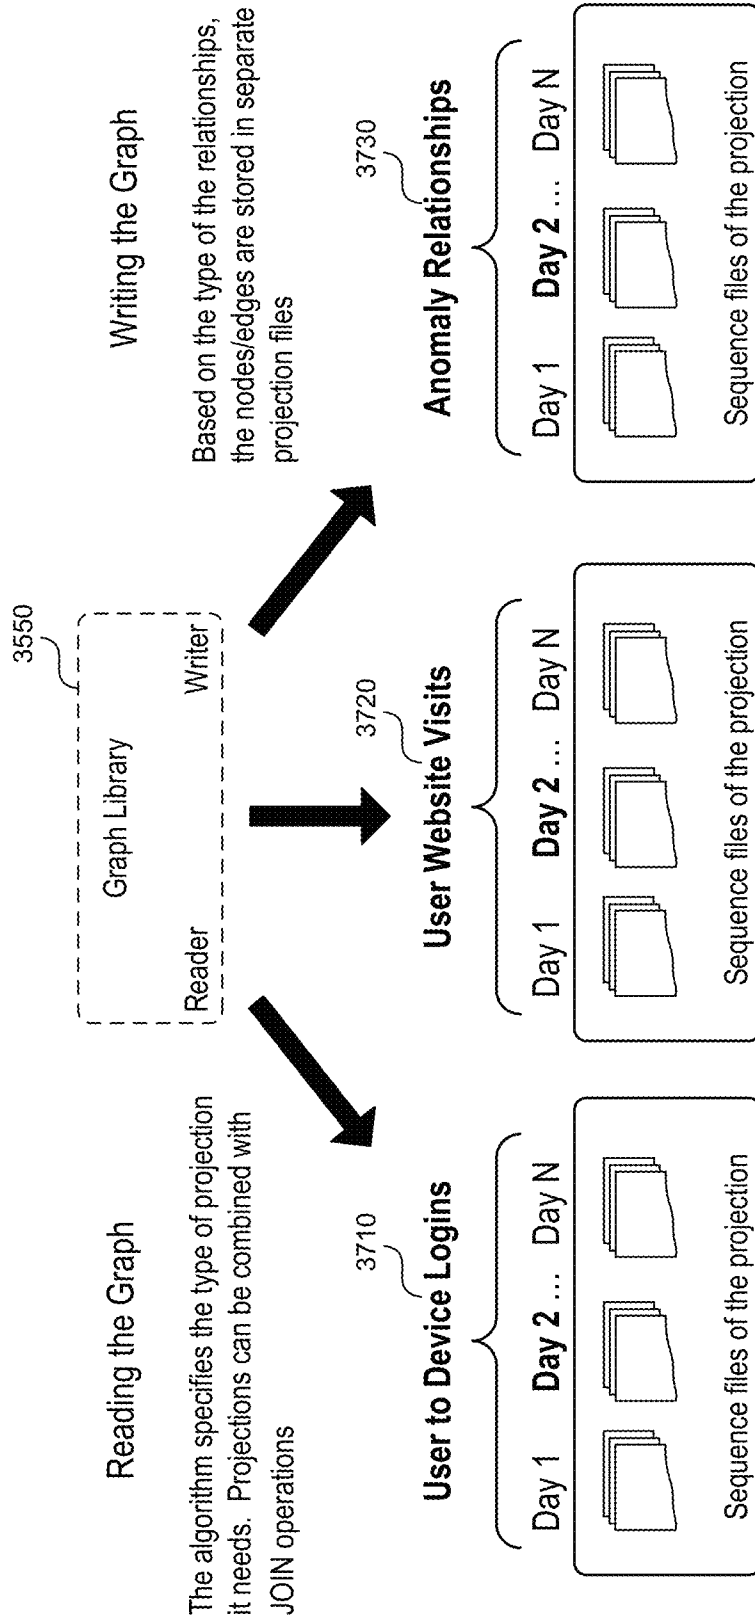 3550
Graph Library
Reader
Writer
Reading the Graph
The algorithm specifies the type of projection
it needs. Projections can be combined with
JOIN operations
Writing the Graph
Based on the type of the relationships,
the nodes/edges are stored in separate
projection files
3710
User to Device Logins
Day 1 Day 2 ... Day N
Sequence files of the projection
3720
User Website Visits
Day 1 Day 2 ... Day N
Sequence files of the projection
3730
Anomaly Relationships
Day 1 Day 2 ... Day N
Sequence files of the projection